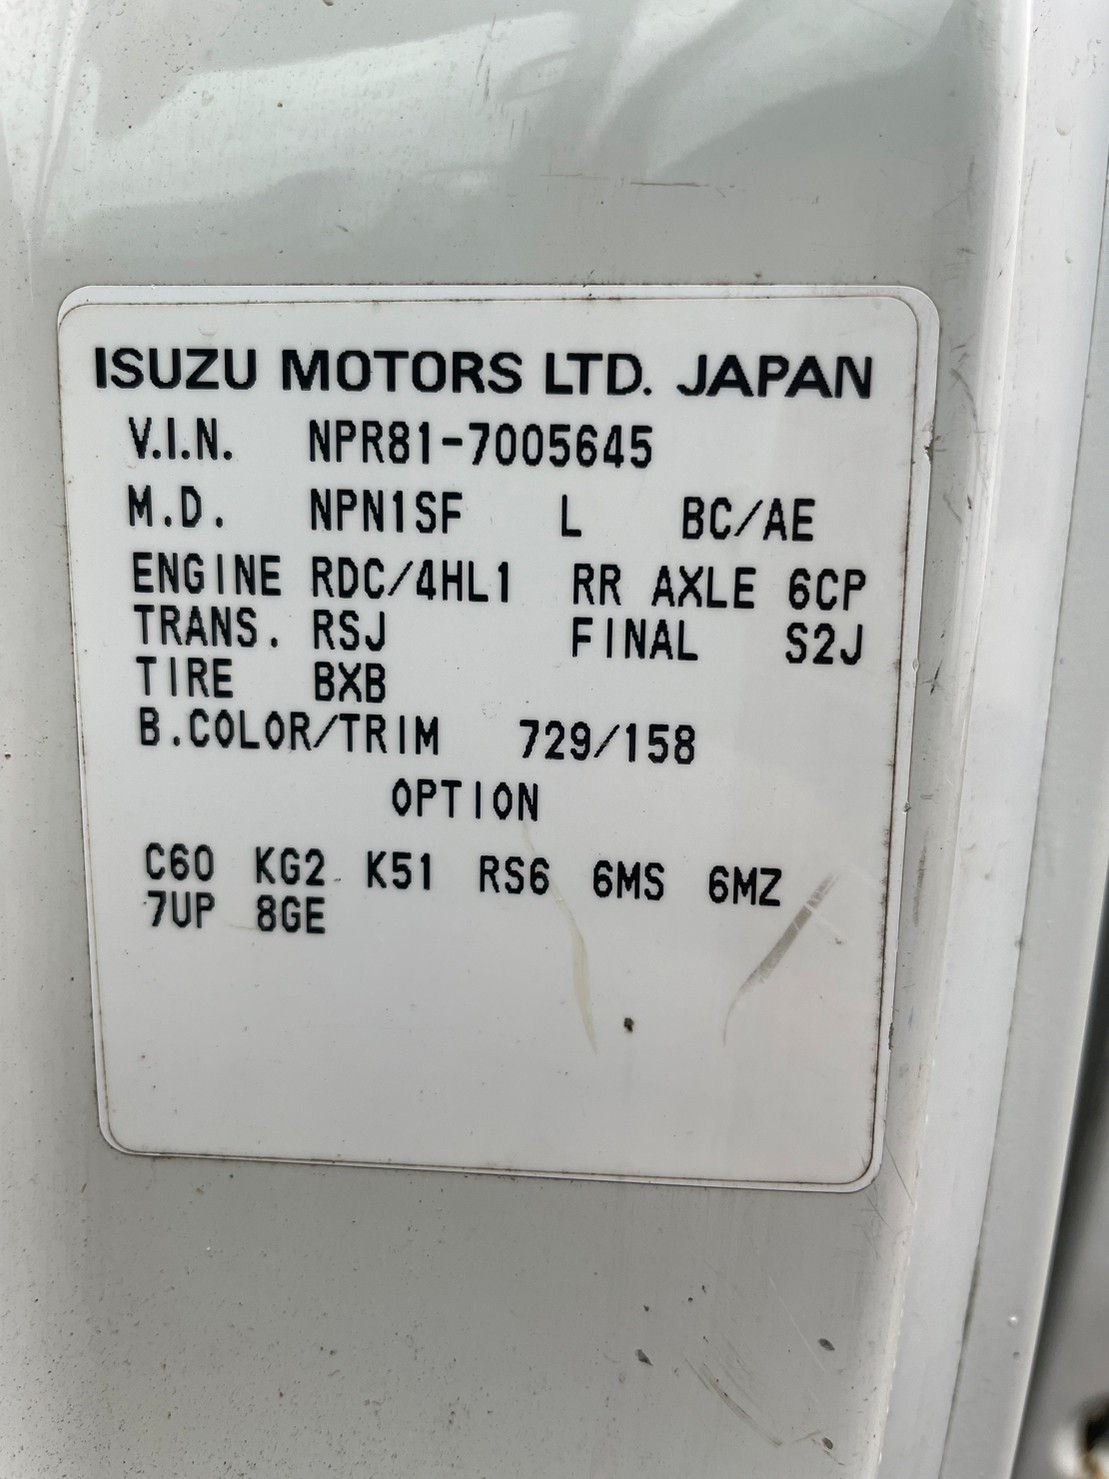 ISUZU MOTORS LTD. JAPAN
V.I.N. NPR81-7005645
M.D. NPN1SF L BC/AE
ENGINE RDC/4HL1 RR AXLE 6CP
TRANS. RSJ FINAL S2J
TIRE BXB
B.COLOR/TRIM 729/158
OPTION
C60 KG2 K51 RS6 6MS 6MZ
7UP 8GE